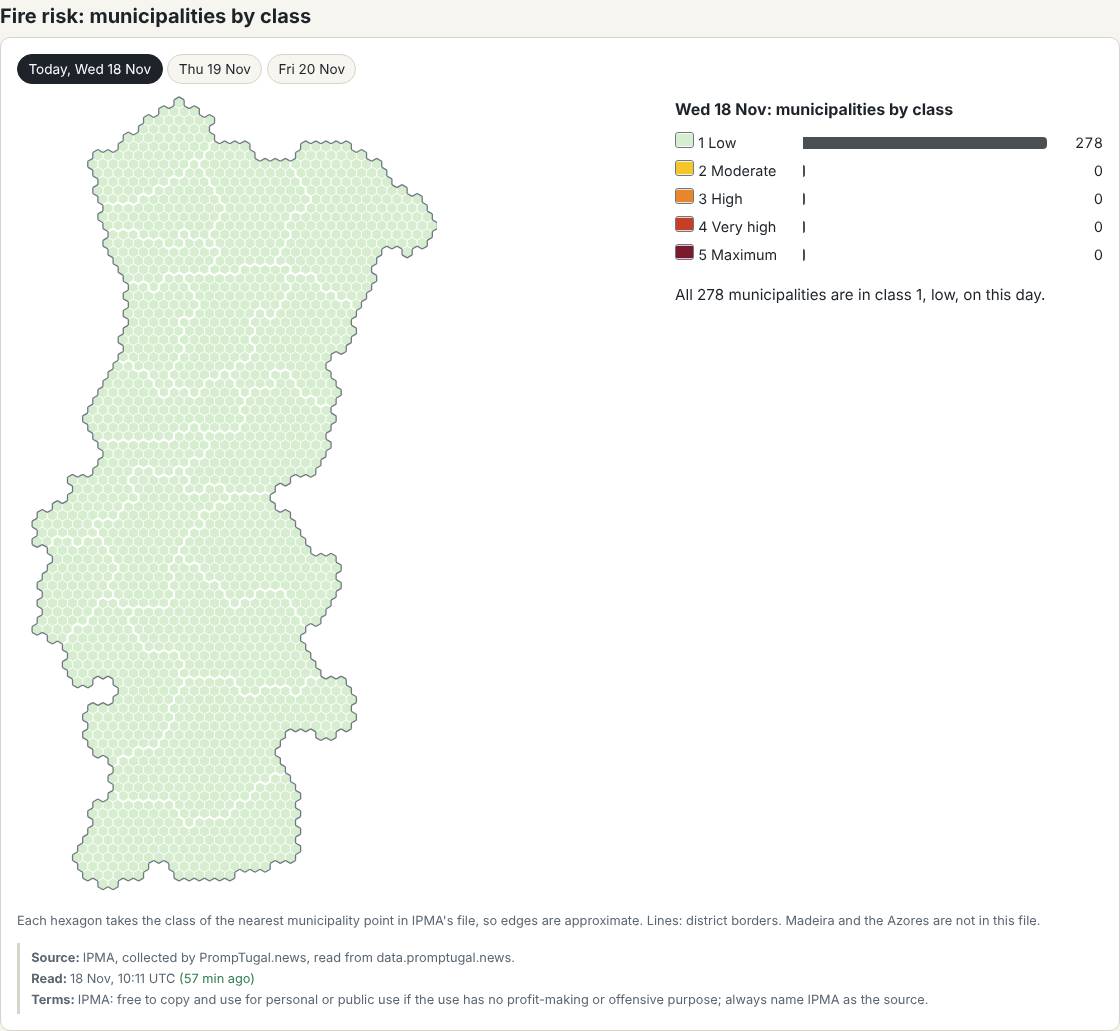 Fire risk: municipalities by class
Today, Wed 18 Nov
Thu 19 Nov
Fri 20 Nov
Wed 18 Nov: municipalities by class
1 Low 278
2 Moderate 0
3 High 0
4 Very high 0
5 Maximum 0
All 278 municipalities are in class 1, low, on this day.
Each hexagon takes the class of the nearest municipality point in IPMA's file, so edges are approximate. Lines: district borders. Madeira and the Azores are not in this file.
Source: IPMA, collected by PrompTugal.news, read from data.promptugal.news.
Read: 18 Nov, 10:11 UTC (57 min ago)
Terms: IPMA: free to copy and use for personal or public use if the use has no profit-making or offensive purpose; always name IPMA as the source.